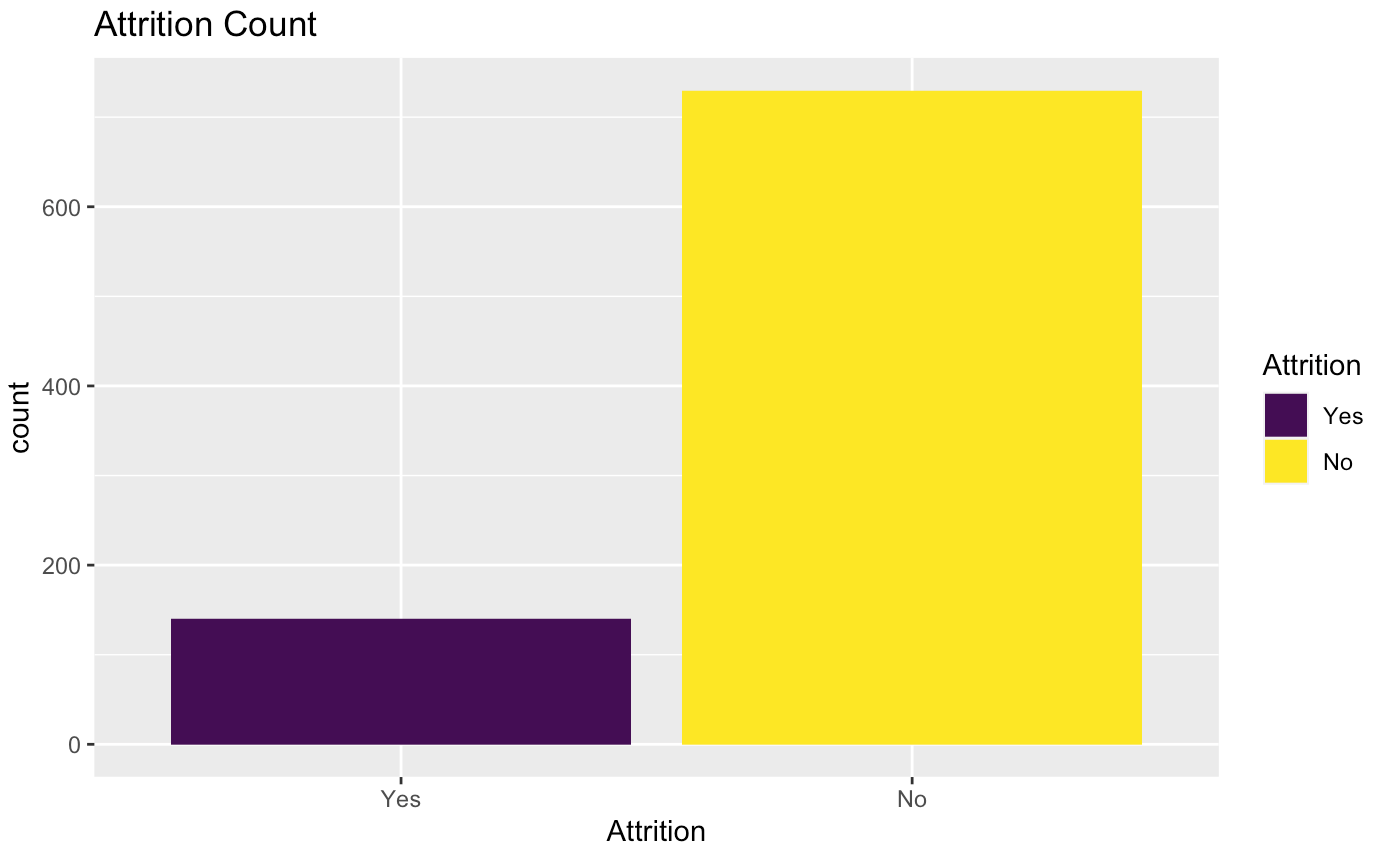 Attrition Count
600
400
200
0
count
Yes
No
Attrition
Attrition
Yes
No